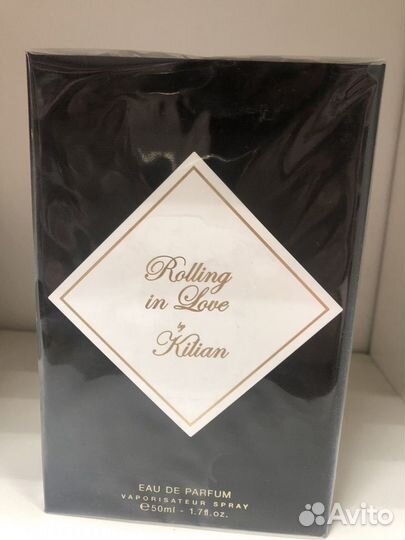 Rolling
in Love
by
Kilian
EAU DE PARFUM
VAPORISATEUR SPRAY
℮50ml - 1.7fl.oz.
Avito